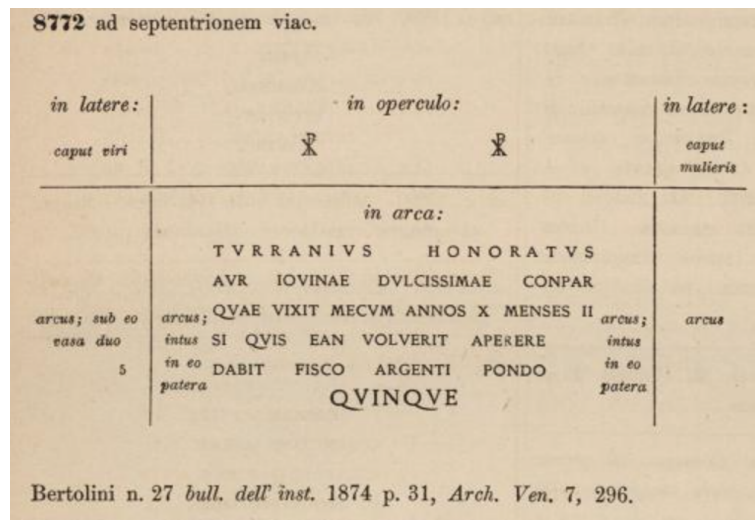 8772 ad septentrionem viae.
in latere: in operculo: in latere:
caput viri ☧ ☧ caput
mulieris
in arca:
TVRRANIVS HONORATVS
AVR IOVINAE DVLCISSIMAE CONPAR
QVAE VIXIT MECVM ANNOS X MENSES II
arcus; sub eo arcus; SI QVIS EAN VOLVERIT APERERE arcus; arcus
vasa duo intus intus
5 in eo DABIT FISCO ARGENTI PONDO in eo
patera QVINQVE patera
Bertolini n. 27 bull. dell' inst. 1874 p. 31, Arch. Ven. 7, 296.